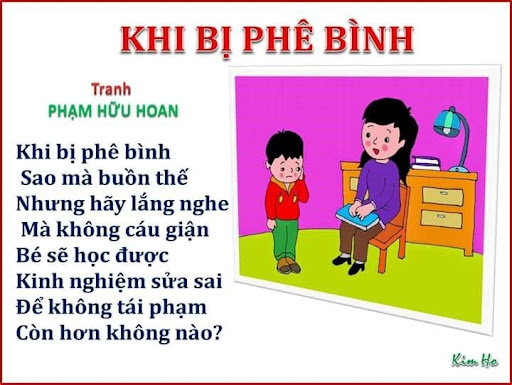 KHI BỊ PHÊ BÌNH
Tranh
PHẠM HỮU HOAN
Khi bị phê bình
Sao mà buồn thế
Nhưng hãy lắng nghe
Mà không cáu giận
Bé sẽ học được
Kinh nghiệm sửa sai
Để không tái phạm
Còn hơn không nào?
Kim Ho